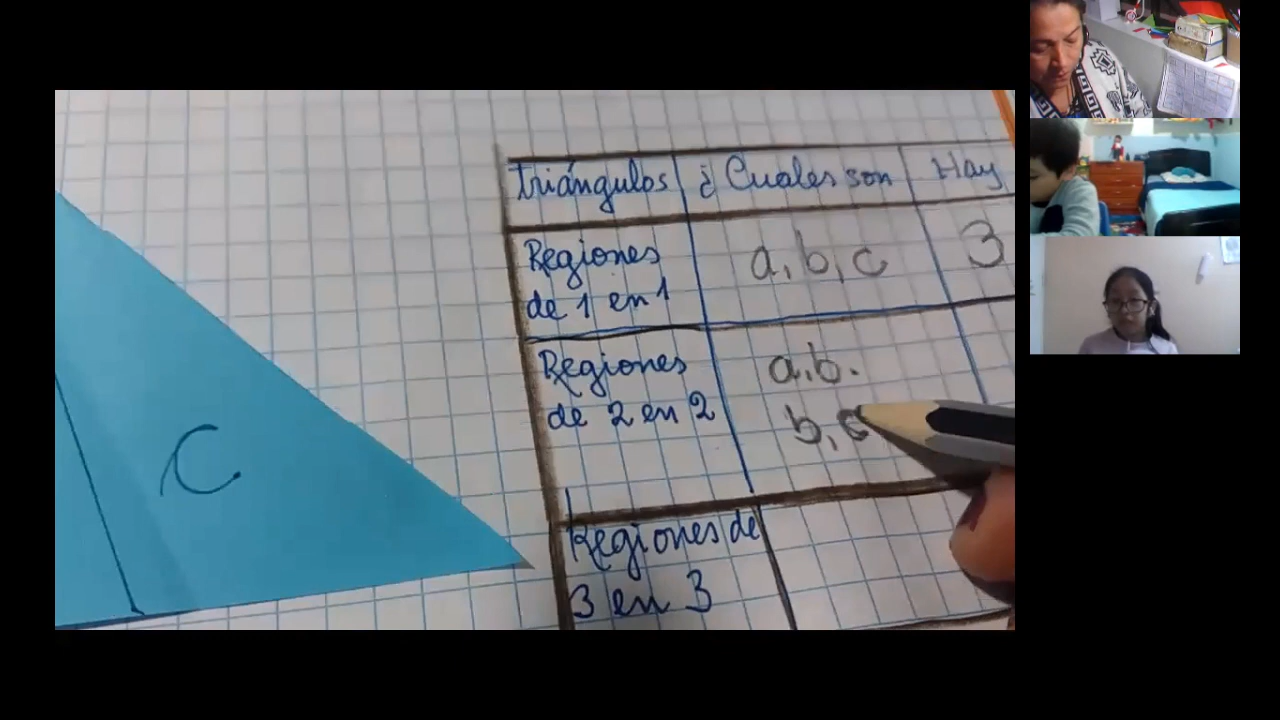 triángulos ¿ Cuales son Hay
Regiones
de 1 en 1
a, b, c 3
Regiones
de 2 en 2
a, b.
b, c
Regiones de
3 en 3
c